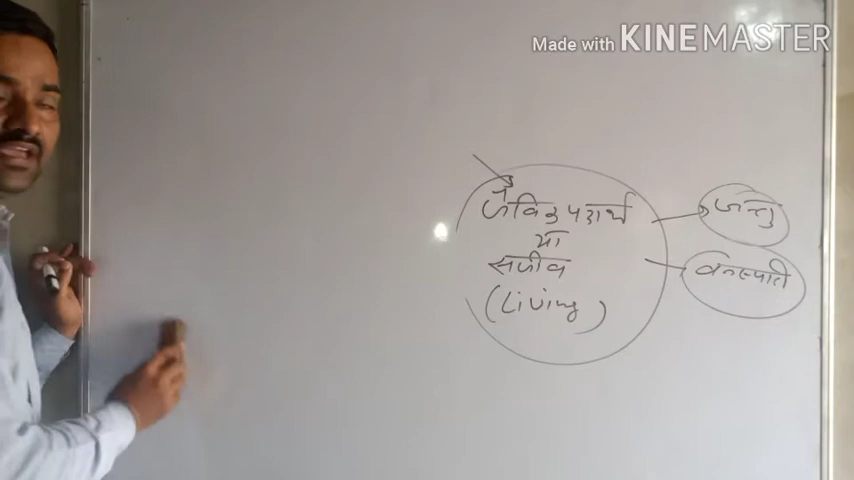 Made with KINEMASTER
जैविक पदार्थ
या
सजीव
(Living)
जन्तु
वनस्पति